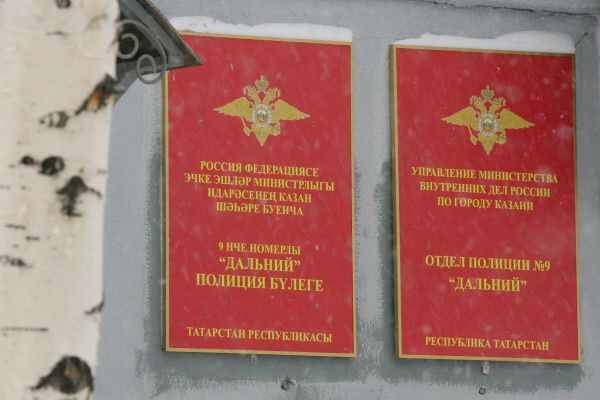 РОССИЯ ФЕДЕРАЦИЯСЕ
ЭЧКЕ ЭШЛӘР МИНИСТРЛЫГЫ
ИДАРӘСЕНЕҢ КАЗАН
ШӘҺӘРЕ БУЕНЧА
9 НЧЕ НОМЕРЛЫ
“ДАЛЬНИЙ”
ПОЛИЦИЯ БҮЛЕГЕ
ТАТАРСТАН РЕСПУБЛИКАСЫ
УПРАВЛЕНИЕ МИНИСТЕРСТВА
ВНУТРЕННИХ ДЕЛ РОССИИ
ПО ГОРОДУ КАЗАНИ
ОТДЕЛ ПОЛИЦИИ №9
“ДАЛЬНИЙ”
РЕСПУБЛИКА ТАТАРСТАН